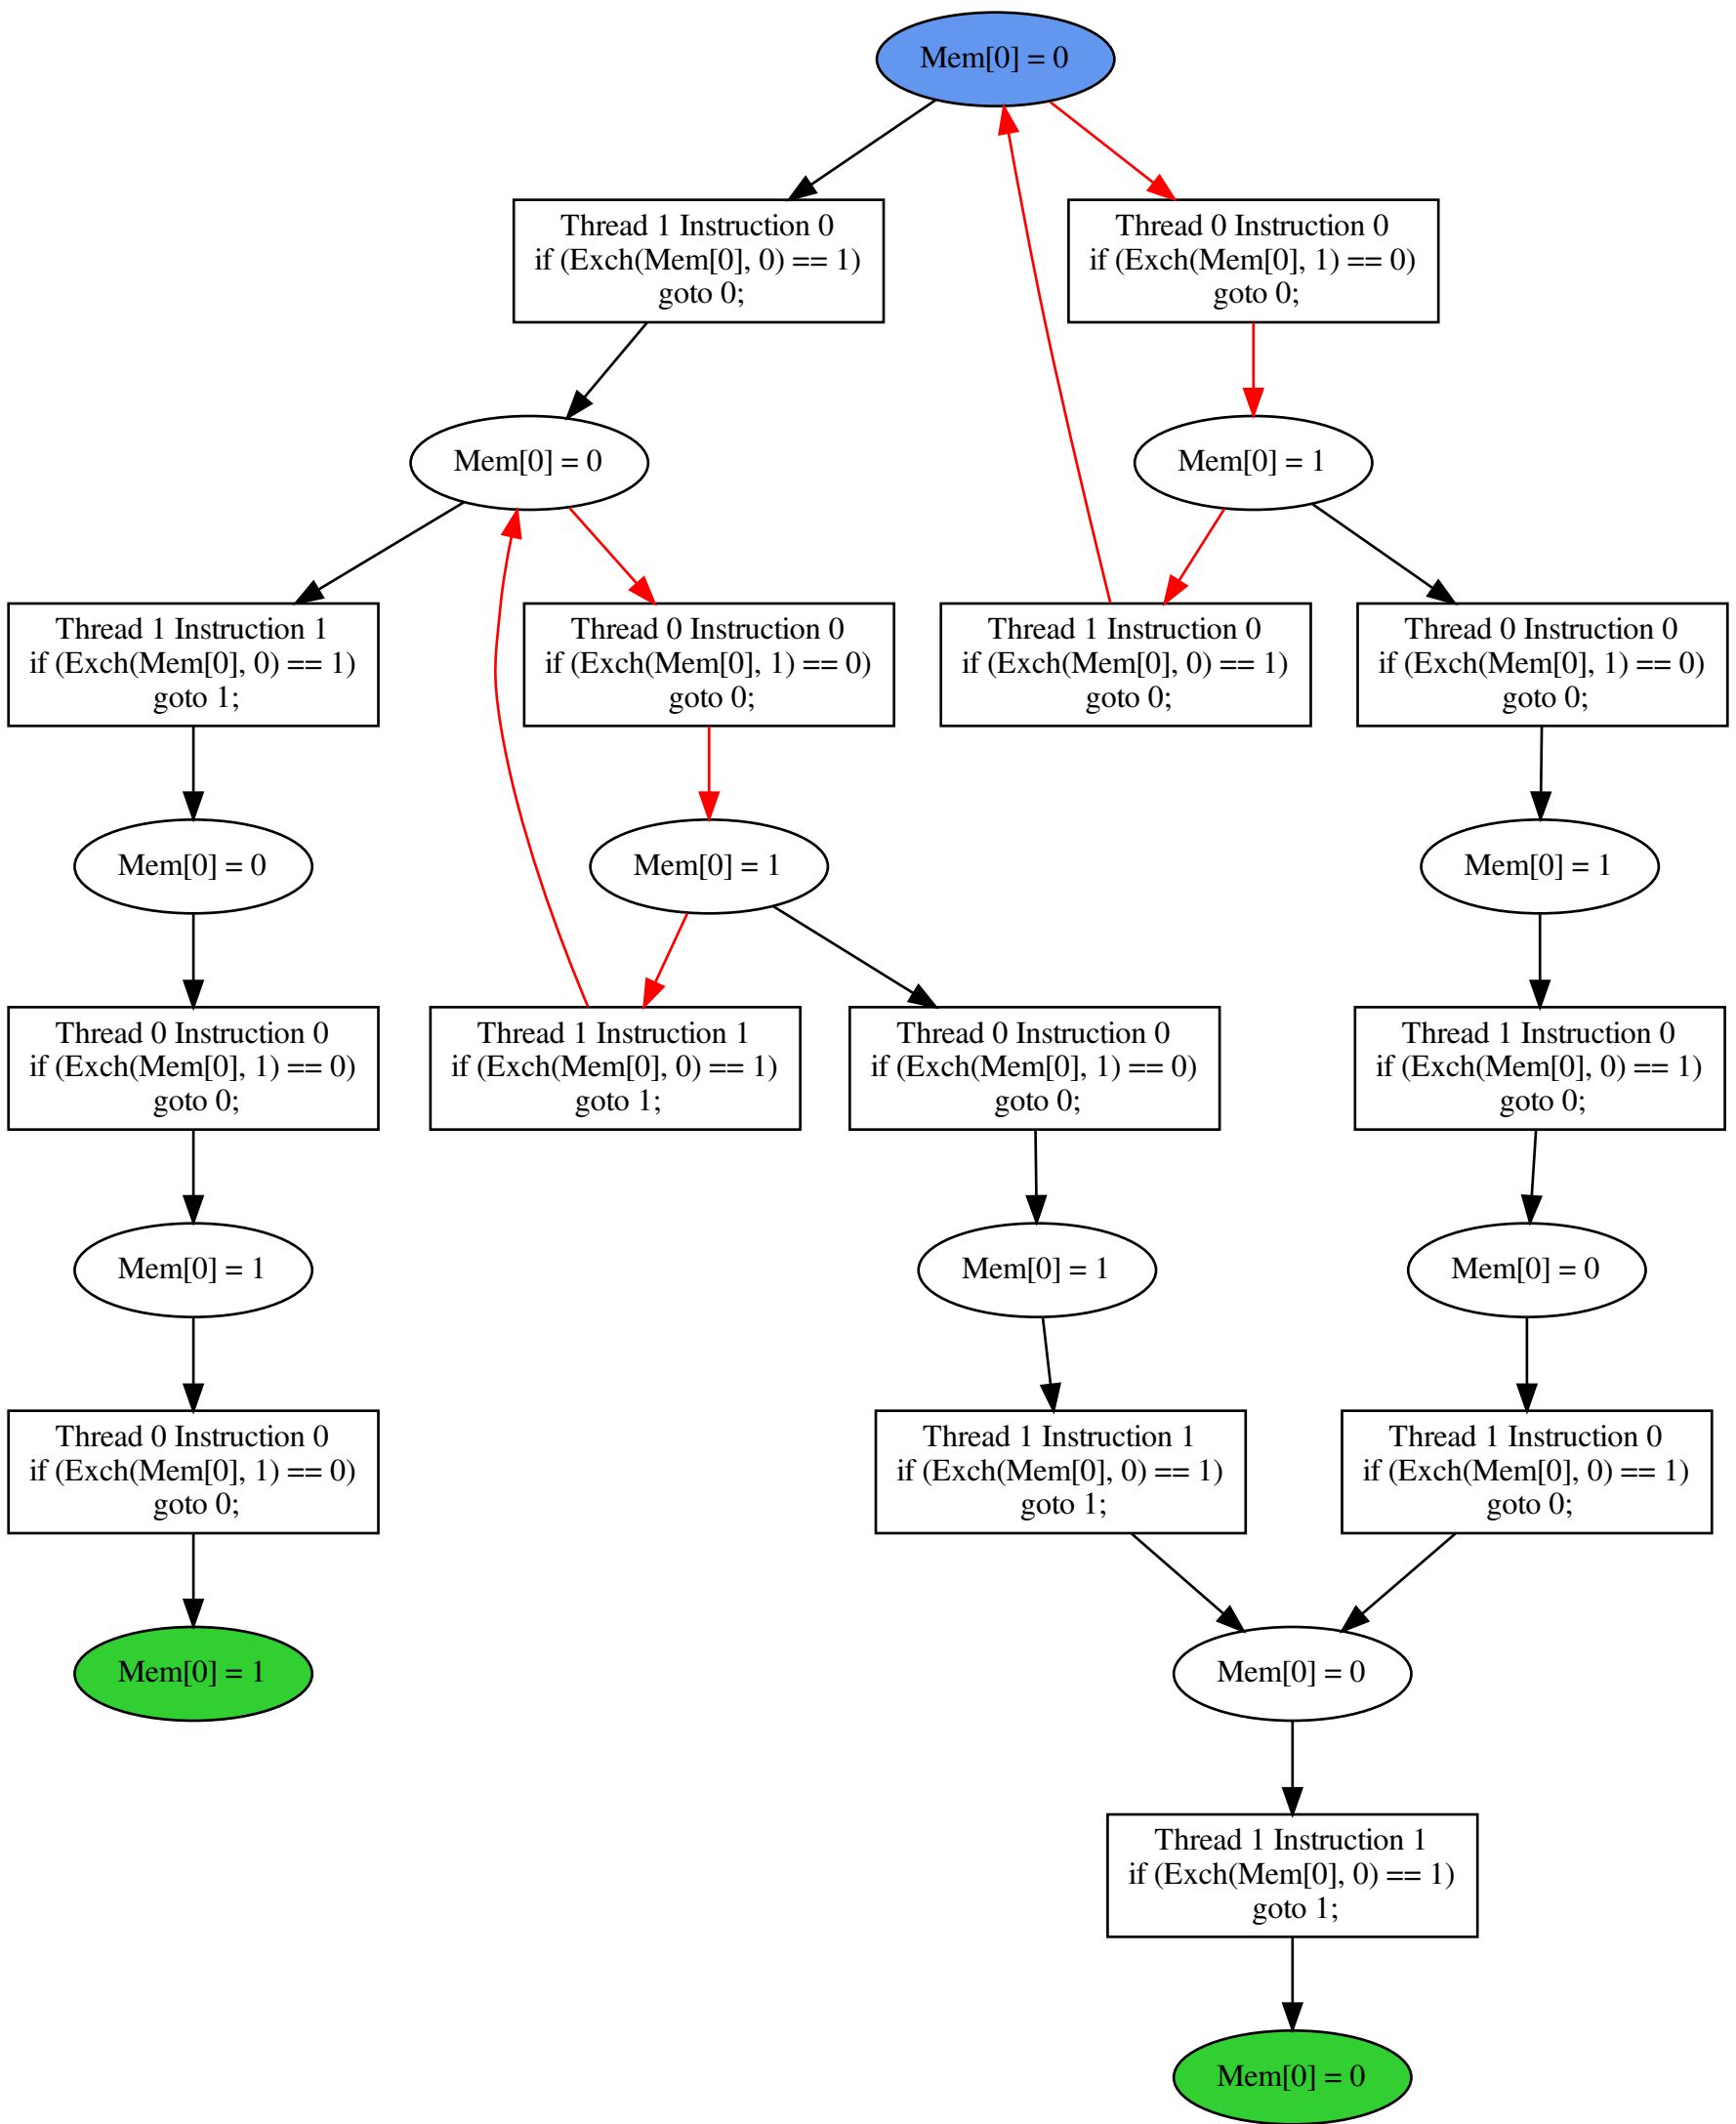 Mem[0] = 0
Thread 1 Instruction 0
if (Exch(Mem[0], 0) == 1)
goto 0;
Thread 0 Instruction 0
if (Exch(Mem[0], 1) == 0)
goto 0;
Mem[0] = 0
Mem[0] = 1
Thread 1 Instruction 1
if (Exch(Mem[0], 0) == 1)
goto 1;
Thread 0 Instruction 0
if (Exch(Mem[0], 1) == 0)
goto 0;
Thread 1 Instruction 0
if (Exch(Mem[0], 0) == 1)
goto 0;
Thread 0 Instruction 0
if (Exch(Mem[0], 1) == 0)
goto 0;
Mem[0] = 0
Mem[0] = 1
Mem[0] = 1
Thread 0 Instruction 0
if (Exch(Mem[0], 1) == 0)
goto 0;
Thread 1 Instruction 1
if (Exch(Mem[0], 0) == 1)
goto 1;
Thread 0 Instruction 0
if (Exch(Mem[0], 1) == 0)
goto 0;
Thread 1 Instruction 0
if (Exch(Mem[0], 0) == 1)
goto 0;
Mem[0] = 1
Mem[0] = 1
Mem[0] = 0
Thread 0 Instruction 0
if (Exch(Mem[0], 1) == 0)
goto 0;
Thread 1 Instruction 1
if (Exch(Mem[0], 0) == 1)
goto 1;
Thread 1 Instruction 0
if (Exch(Mem[0], 0) == 1)
goto 0;
Mem[0] = 1
Mem[0] = 0
Thread 1 Instruction 1
if (Exch(Mem[0], 0) == 1)
goto 1;
Mem[0] = 0